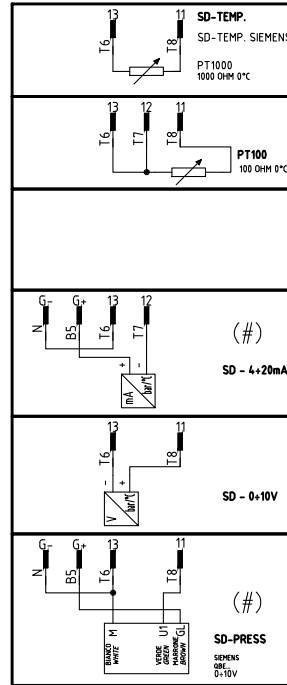 13 11 SD-TEMP.
SD-TEMP. SIEMENS
T6 T8
PT1000
1000 OHM 0°C
13 12 11
T6 T7 T8
PT100
100 OHM 0°C
G- G+ 13 12
N B5 T6 T7
(#)
+ -
mA bar/°C
SD - 4÷20mA
13 11
T6 T8
- +
V bar/°C
SD - 0÷10V
G- G+ 13 11
N B5 T6 T8
(#)
M U1 GL
BIANCO
WHITE
VERDE
GREEN
MARRONE
BROWN
SD-PRESS
SIEMENS
QBE...
0÷10V